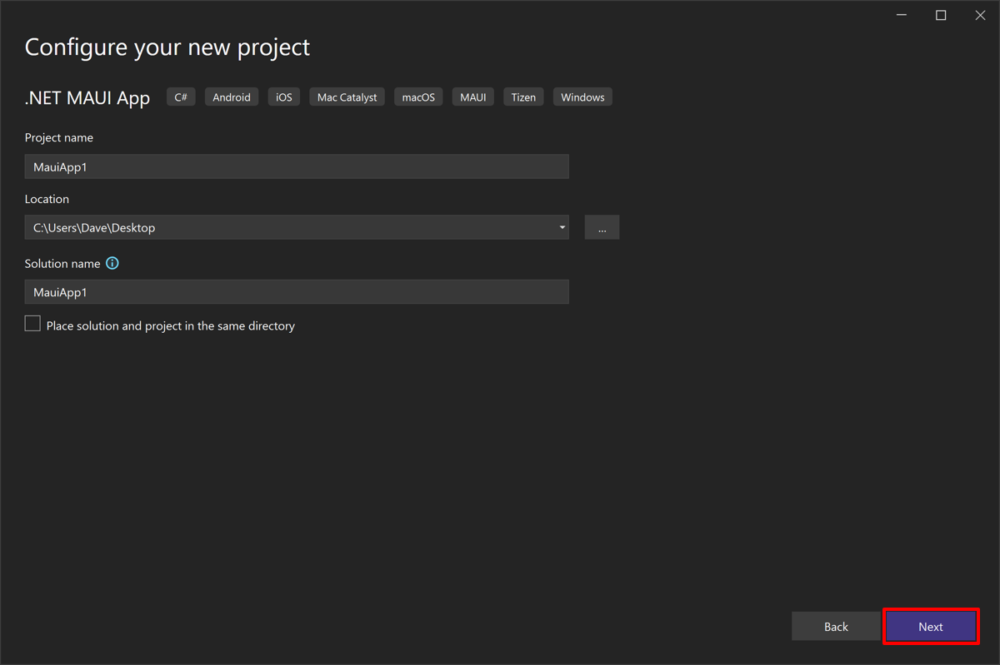 Configure your new project
.NET MAUI App C# Android iOS Mac Catalyst macOS MAUI Tizen Windows
Project name
MauiApp1
Location
C:\Users\Dave\Desktop ...
Solution name
MauiApp1
Place solution and project in the same directory
Back Next